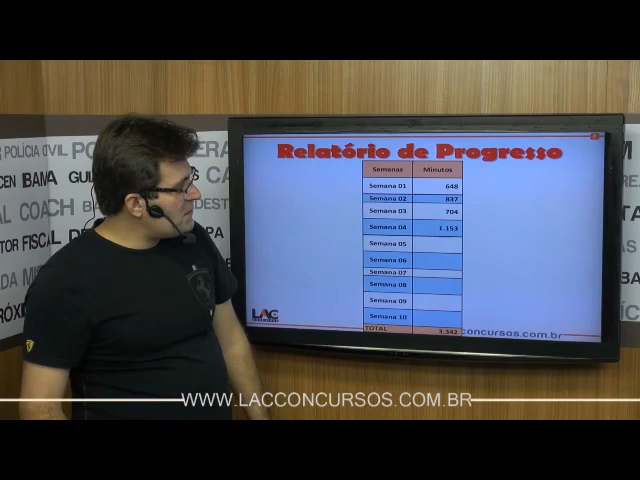 Relatório de Progresso
Semanas Minutos
Semana 01 648
Semana 02 837
Semana 03 704
Semana 04 1.153
Semana 05
Semana 06
Semana 07
Semana 08
Semana 09
Semana 10
TOTAL 3.342
LAC
concursos.com.br
POLÍCIA CIVIL
IBAMA
COACH
FISCAL
WWW.LACCONCURSOS.COM.BR